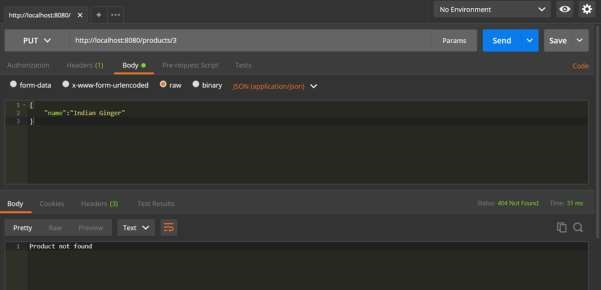 http://localhost:8080/ × + ••• No Environment
PUT http://localhost:8080/products/3 Params Send Save
Authorization Headers (1) Body Pre-request Script Tests Code
form-data x-www-form-urlencoded raw binary JSON (application/json)
1 {
2 "name":"Indian Ginger"
3 }
Body Cookies Headers (3) Test Results Status: 404 Not Found Time: 31 ms
Pretty Raw Preview Text
1 Product not found